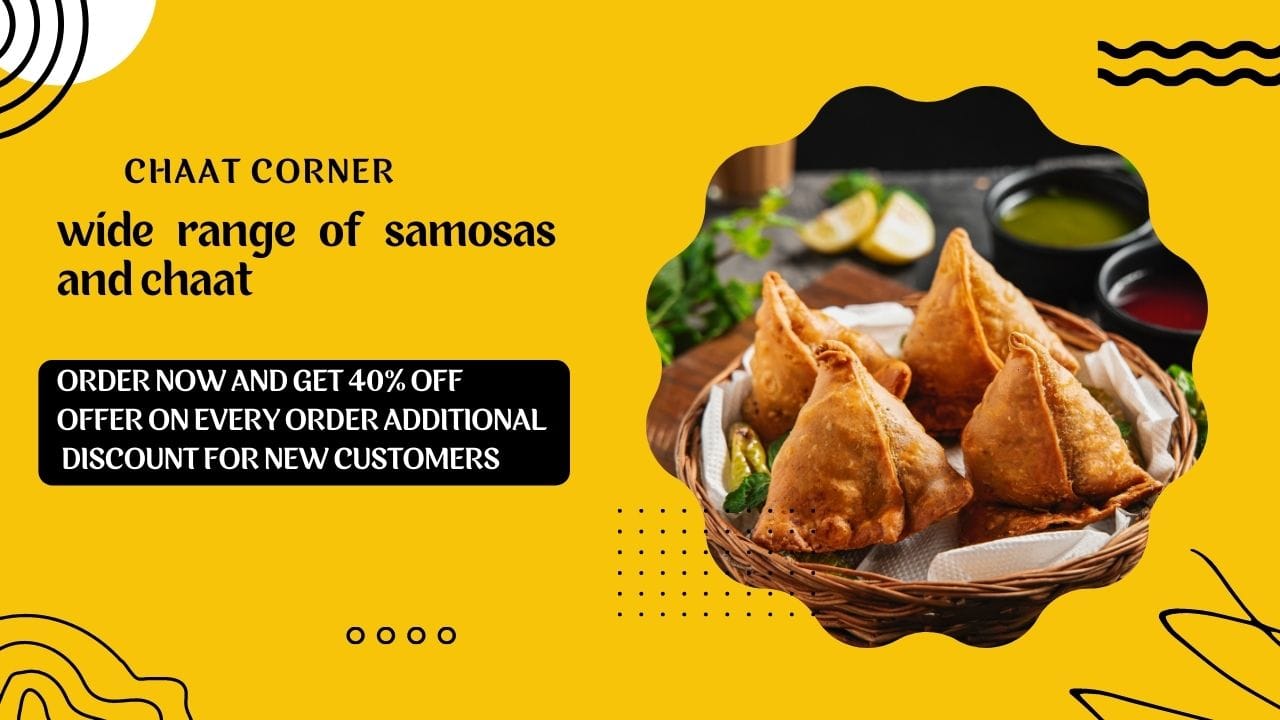 CHAAT CORNER
wide range of samosas
and chaat
ORDER NOW AND GET 40% OFF
OFFER ON EVERY ORDER ADDITIONAL
DISCOUNT FOR NEW CUSTOMERS